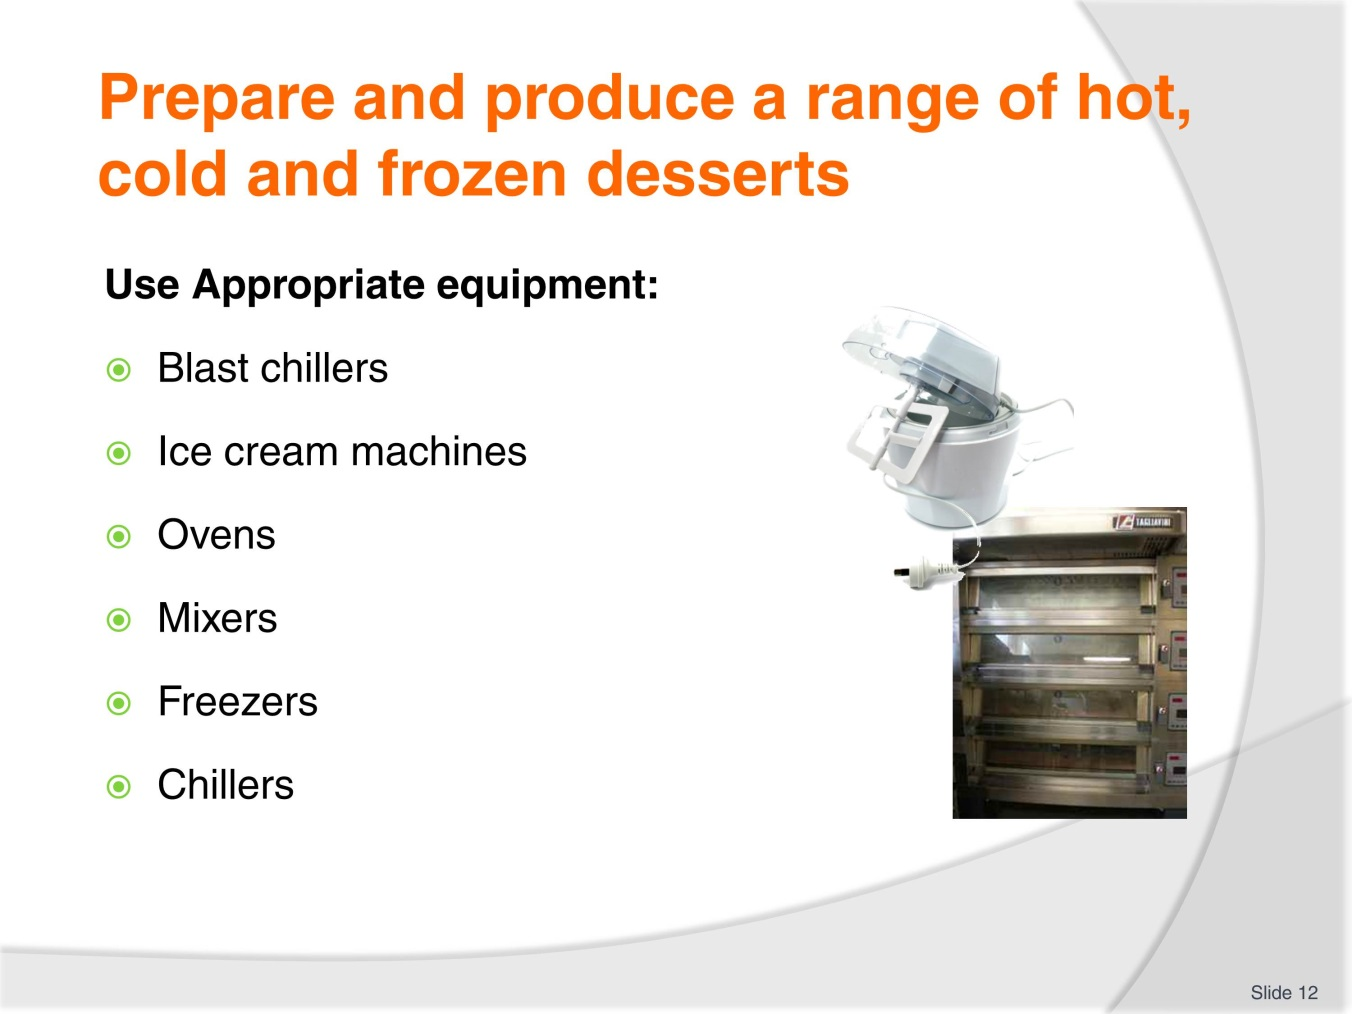 Prepare and produce a range of hot,
cold and frozen desserts
Use Appropriate equipment:
Blast chillers
Ice cream machines
Ovens
Mixers
Freezers
Chillers
TAGLIAVINI
Slide 12